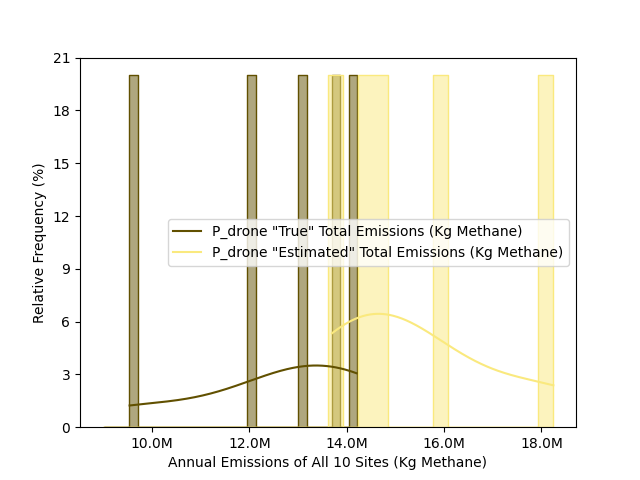 21
18
15
12
9
6
3
0
Relative Frequency (%)
P_drone "True" Total Emissions (Kg Methane)
P_drone "Estimated" Total Emissions (Kg Methane)
10.0M 12.0M 14.0M 16.0M 18.0M
Annual Emissions of All 10 Sites (Kg Methane)